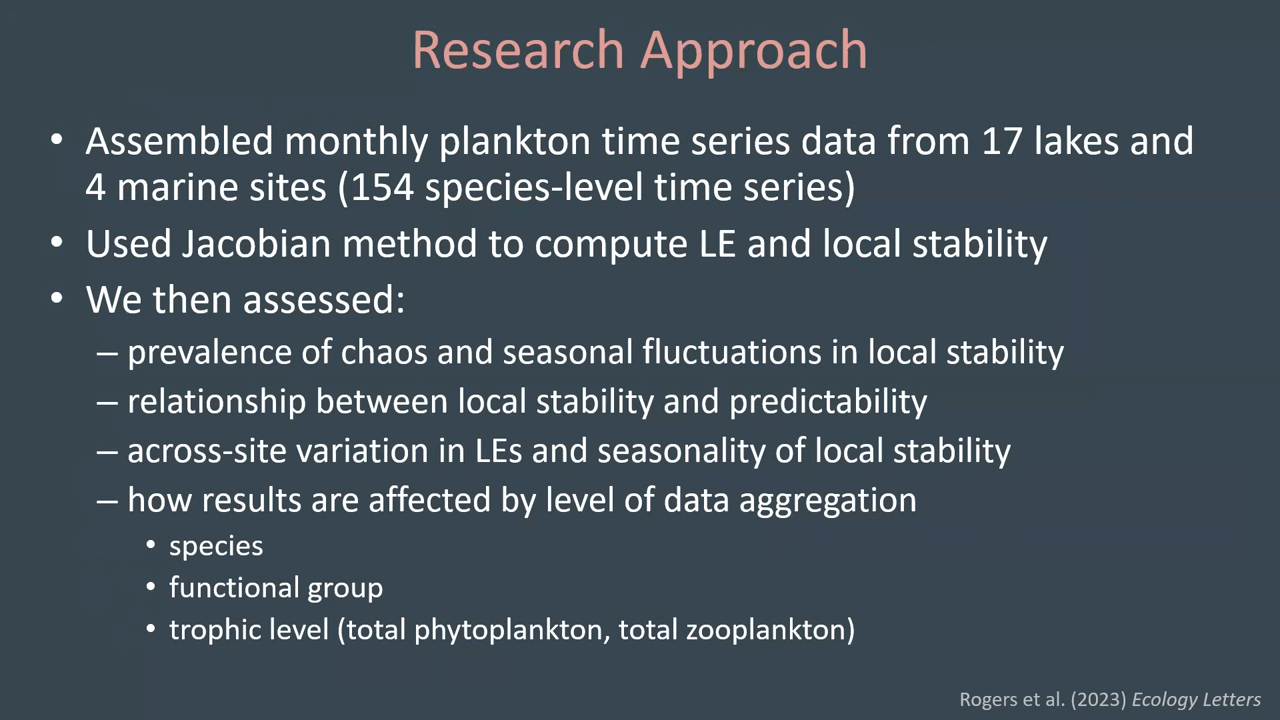 Research Approach
• Assembled monthly plankton time series data from 17 lakes and
4 marine sites (154 species-level time series)
• Used Jacobian method to compute LE and local stability
• We then assessed:
– prevalence of chaos and seasonal fluctuations in local stability
– relationship between local stability and predictability
– across-site variation in LEs and seasonality of local stability
– how results are affected by level of data aggregation
• species
• functional group
• trophic level (total phytoplankton, total zooplankton)
Rogers et al. (2023) Ecology Letters